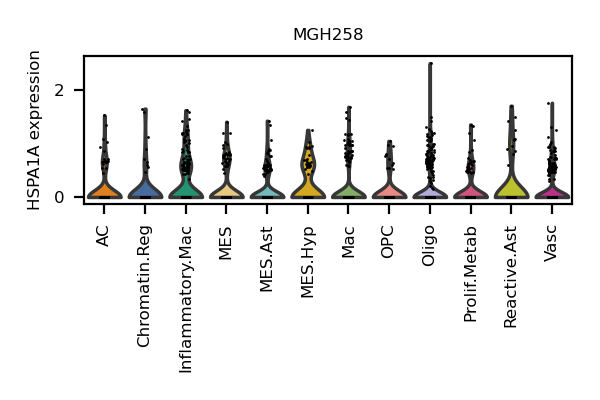 MGH258
HSPA1A expression
2
0
AC
Chromatin.Reg
Inflammatory.Mac
MES
MES.Ast
MES.Hyp
Mac
OPC
Oligo
Prolif.Metab
Reactive.Ast
Vasc